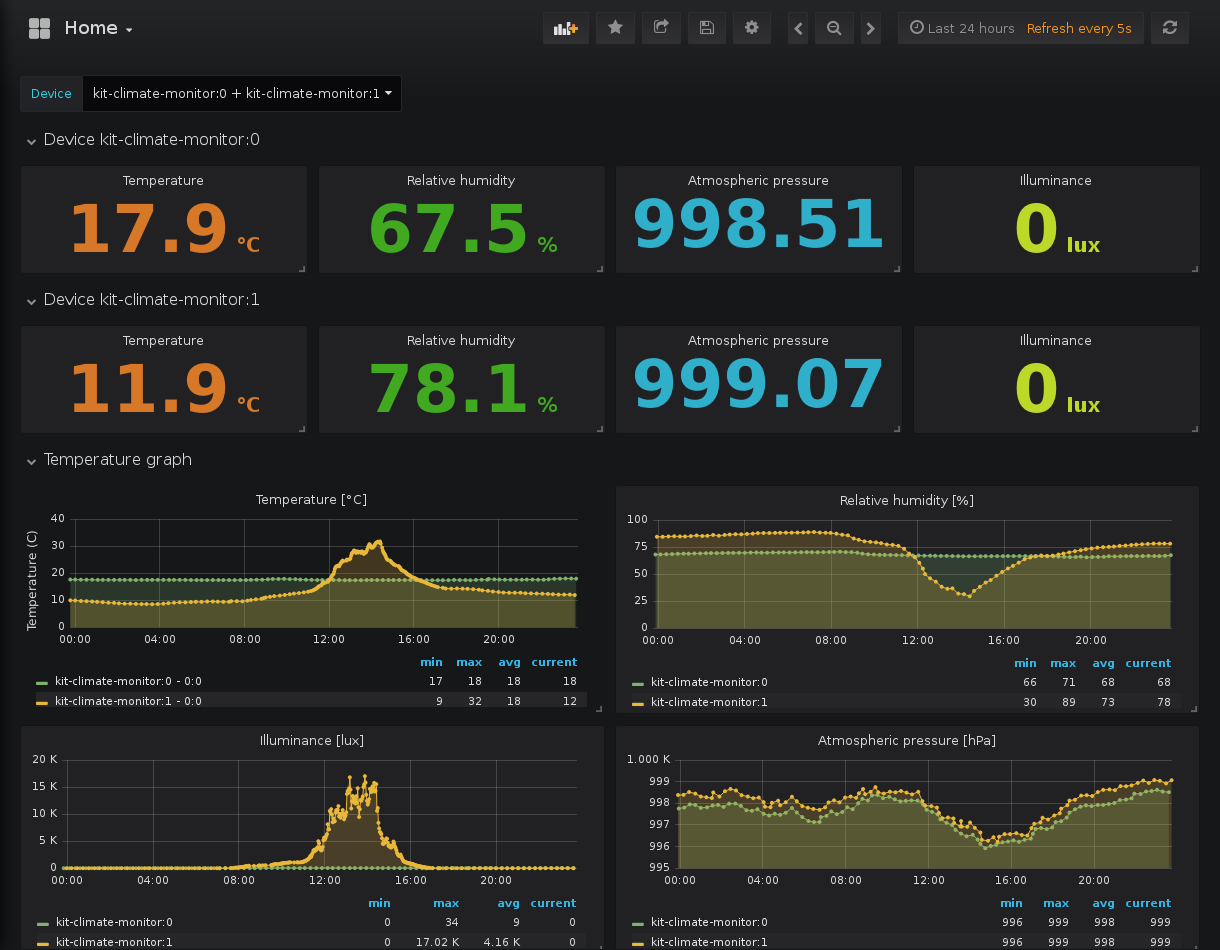 Home
Last 24 hours Refresh every 5s
Device kit-climate-monitor:0 + kit-climate-monitor:1
Device kit-climate-monitor:0
Temperature Relative humidity Atmospheric pressure Illuminance
17.9 °C 67.5 % 998.51 0 lux
Device kit-climate-monitor:1
Temperature Relative humidity Atmospheric pressure Illuminance
11.9 °C 78.1 % 999.07 0 lux
Temperature graph
Temperature [°C]
Temperature (C)
40
30
20
10
0
00:00 04:00 08:00 12:00 16:00 20:00
min max avg current
kit-climate-monitor:0 - 0:0 17 18 18 18
kit-climate-monitor:1 - 0:0 9 32 18 12
Relative humidity [%]
100
75
50
25
0
00:00 04:00 08:00 12:00 16:00 20:00
min max avg current
kit-climate-monitor:0 66 71 68 68
kit-climate-monitor:1 30 89 73 78
Illuminance [lux]
20 K
15 K
10 K
5 K
0
00:00 04:00 08:00 12:00 16:00 20:00
min max avg current
kit-climate-monitor:0 0 34 9 0
kit-climate-monitor:1 0 17.02 K 4.16 K 0
Atmospheric pressure [hPa]
1.000 K
999
998
997
996
995
00:00 04:00 08:00 12:00 16:00 20:00
min max avg current
kit-climate-monitor:0 996 999 998 999
kit-climate-monitor:1 996 999 998 999